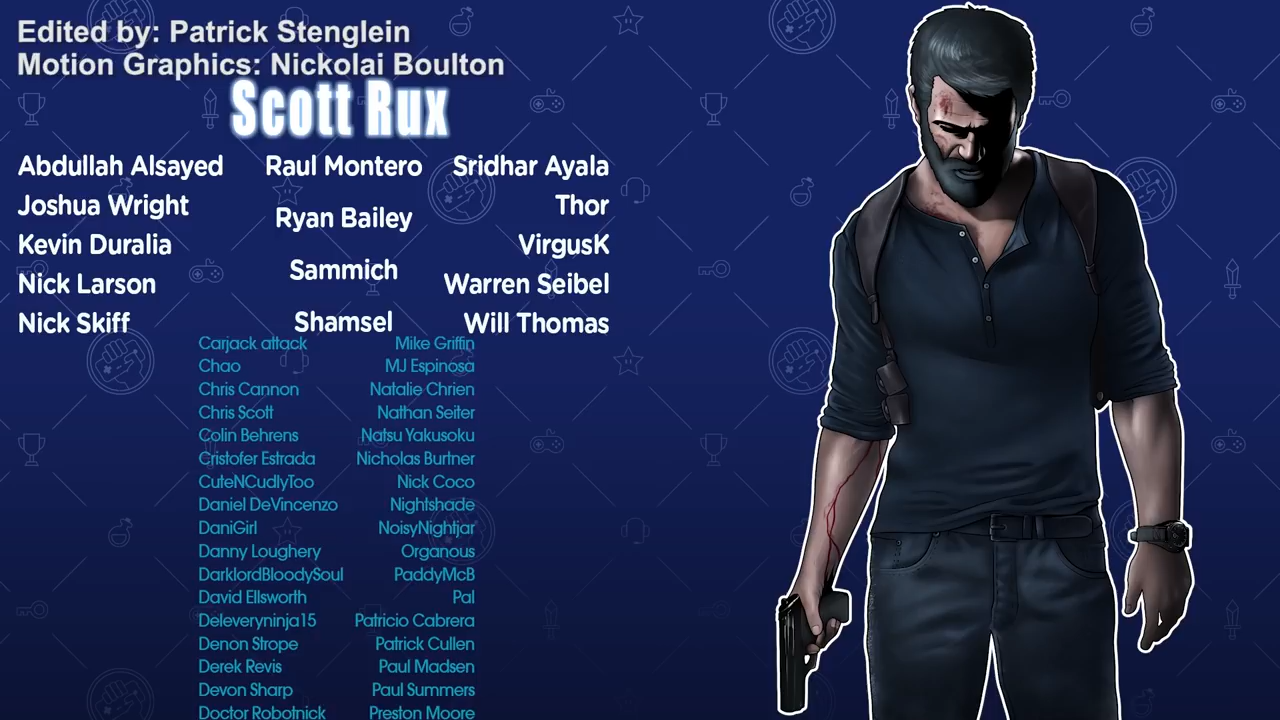 Edited by: Patrick Stenglein
Motion Graphics: Nickolai Boulton
Scott Rux
Abdullah Alsayed Raul Montero Sridhar Ayala
Joshua Wright Ryan Bailey Thor
Kevin Duralia VirgusK
Nick Larson Sammich Warren Seibel
Nick Skiff Shamsel Will Thomas
Carjack attack Mike Griffin
Chao MJ Espinosa
Chris Cannon Natalie Chrien
Chris Scott Nathan Seiter
Colin Behrens Natsu Yakusoku
Cristofer Estrada Nicholas Burtner
CuteNCudlyToo Nick Coco
Daniel DeVincenzo Nightshade
DaniGirl NoisyNightjar
Danny Loughery Organous
DarklordBloodySoul PaddyMcB
David Ellsworth Pal
Deleveryninja15 Patricio Cabrera
Denon Strope Patrick Cullen
Derek Revis Paul Madsen
Devon Sharp Paul Summers
Doctor Robotnick Preston Moore